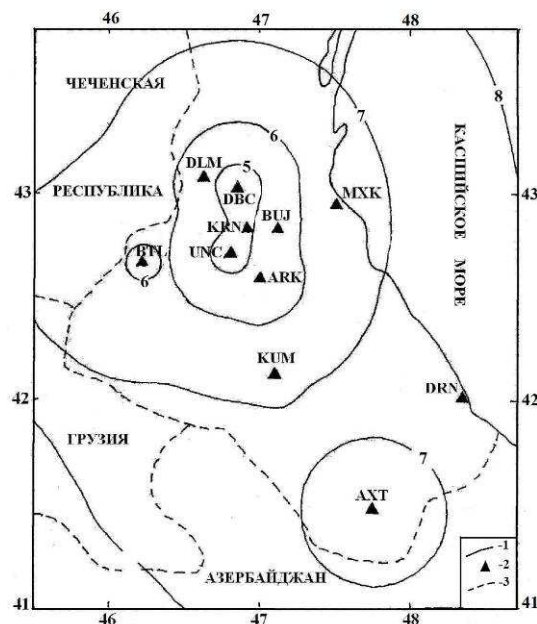 46
47
48
ЧЕЧЕНСКАЯ
7
8
6
DLM
5
43
DBC
43
РЕСПУБЛИКА
MXK
КАСПИЙСКОЕ МОРЕ
KRN
BUJ
BTL
UNC
6
ARK
KUM
42
DRN
42
ГРУЗИЯ
7
AXT
-1
-2
АЗЕРБАЙДЖАН
-3
41
41
46
47
48